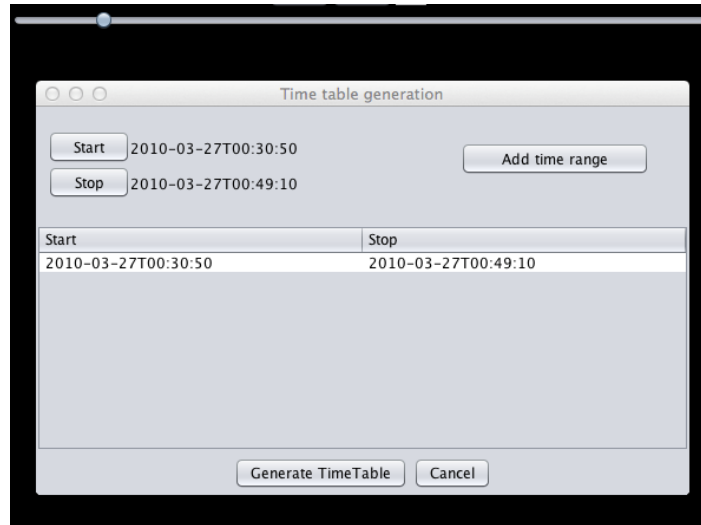 Time table generation
Start 2010-03-27T00:30:50
Add time range
Stop 2010-03-27T00:49:10
Start Stop
2010-03-27T00:30:50 2010-03-27T00:49:10
Generate TimeTable Cancel